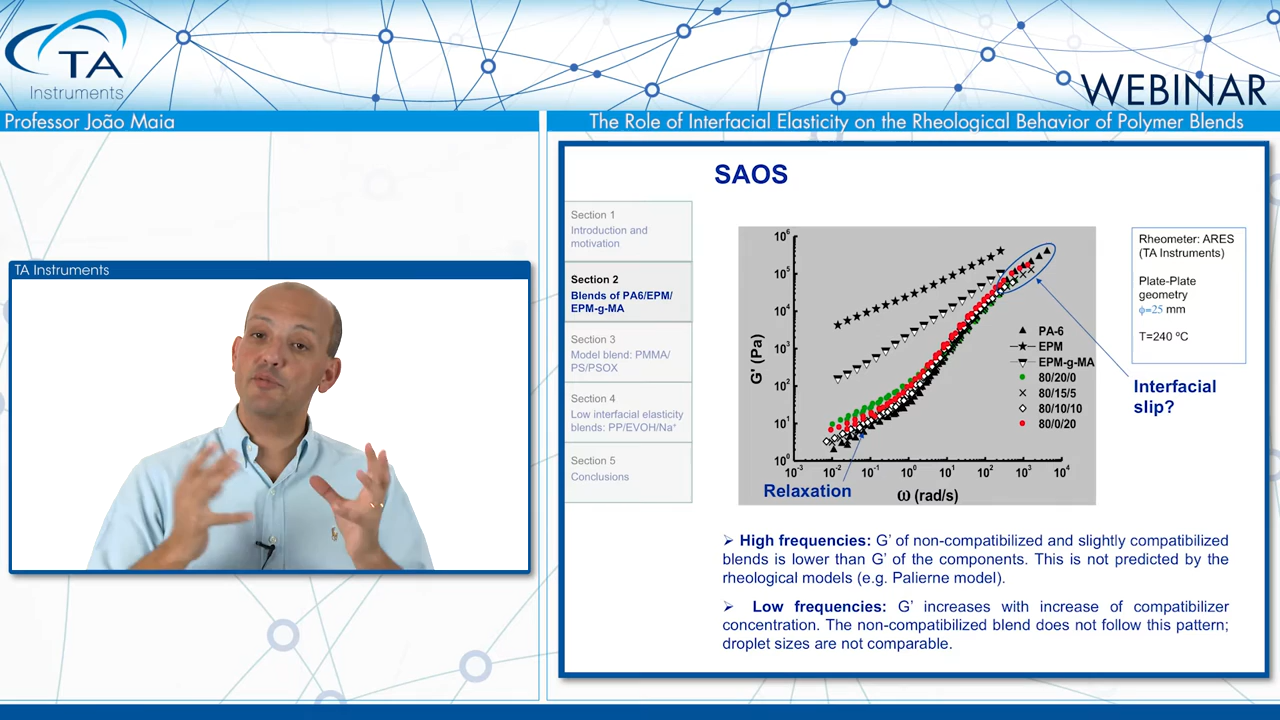 TA
Instruments
WEBINAR
Professor João Maia
The Role of Interfacial Elasticity on the Rheological Behavior of Polymer Blends
TA Instruments
SAOS
Section 1
Introduction and
motivation
Section 2
Blends of PA6/EPM/
EPM-g-MA
Section 3
Model blend: PMMA/
PS/PSOX
Section 4
Low interfacial elasticity
blends: PP/EVOH/Na⁺
Section 5
Conclusions
G' (Pa)
10⁶
10⁵
10⁴
10³
10²
10¹
10⁰
10⁻³ 10⁻² 10⁻¹ 10⁰ 10¹ 10² 10³ 10⁴
ω (rad/s)
PA-6
EPM
EPM-g-MA
80/20/0
80/15/5
80/10/10
80/0/20
Relaxation
Interfacial
slip?
Rheometer: ARES
(TA Instruments)
Plate-Plate
geometry
ϕ=25 mm
T=240 ºC
➢ High frequencies: G' of non-compatibilized and slightly compatibilized
blends is lower than G' of the components. This is not predicted by the
rheological models (e.g. Palierne model).
➢ Low frequencies: G' increases with increase of compatibilizer
concentration. The non-compatibilized blend does not follow this pattern;
droplet sizes are not comparable.